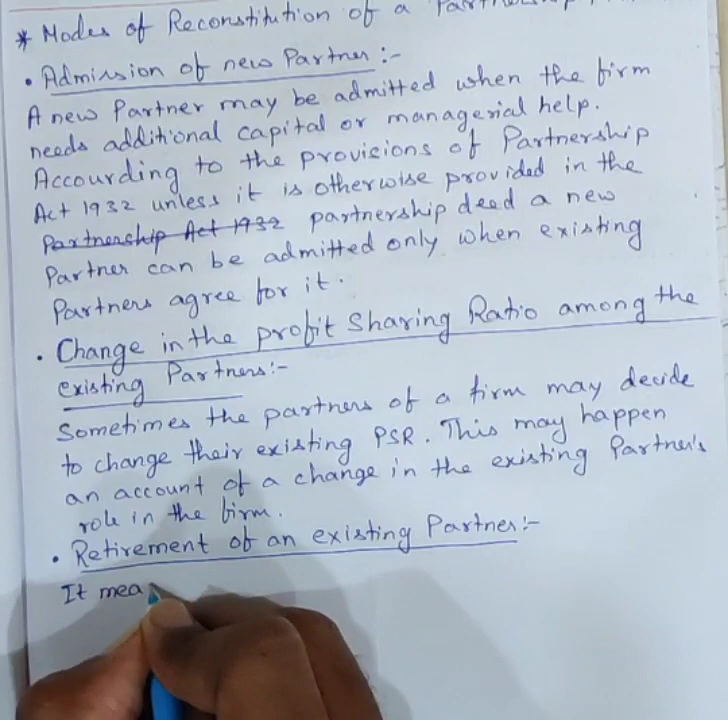 * Modes of Reconstitution of a Partnership
• Admission of new Partner :-
A new Partner may be admitted when the firm
needs additional capital or managerial help.
Accourding to the provisions of Partnership
Act 1932 unless it is otherwise provided in the
Partnership Act 1932 partnership deed a new
Partner can be admitted only when existing
Partners agree for it.
• Change in the profit Sharing Ratio among the
existing Partners:-
Sometimes the partners of a firm may decide
to change their existing PSR. This may happen
an account of a change in the existing Partner's
role in the firm.
• Retirement of an existing Partner:-
It mea